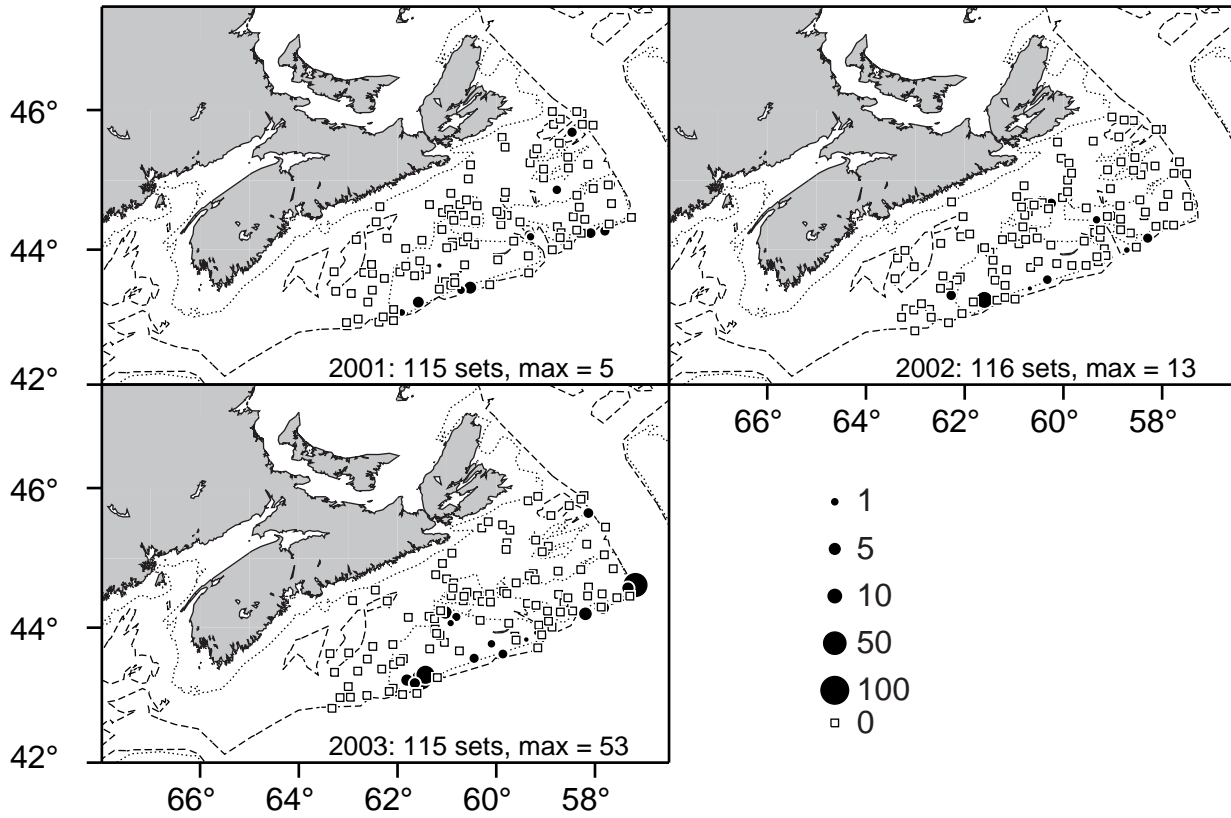 46°
44°
42°
2001: 115 sets, max = 5
2002: 116 sets, max = 13
66° 64° 62° 60° 58°
46°
44°
42°
2003: 115 sets, max = 53
66° 64° 62° 60° 58°
1
5
10
50
100
0